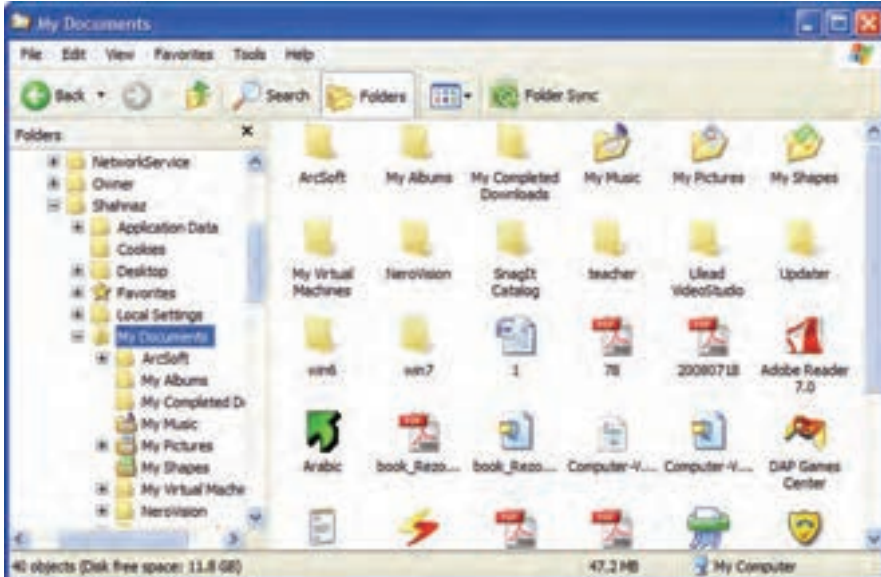 My Documents
File Edit View Favorites Tools Help
Back Search Folders Folder Sync
Folders
NetworkService
Owner
Shahnaz
Application Data
Cookies
Desktop
Favorites
Local Settings
My Documents
ArcSoft
My Albums
My Completed Do
My Music
My Pictures
My Shapes
My Virtual Machine
NeroVision
ArcSoft My Albums My Completed Downloads My Music My Pictures My Shapes
My Virtual Machines NeroVision SnagIt Catalog teacher Ulead VideoStudio Updater
win6 win7 1 78 20080718 Adobe Reader 7.0
Arabic book_Rezo... book_Rezo... Computer-V... Computer-V... DAP Games Center
40 objects (Disk free space: 11.8 GB) 47.2 MB My Computer